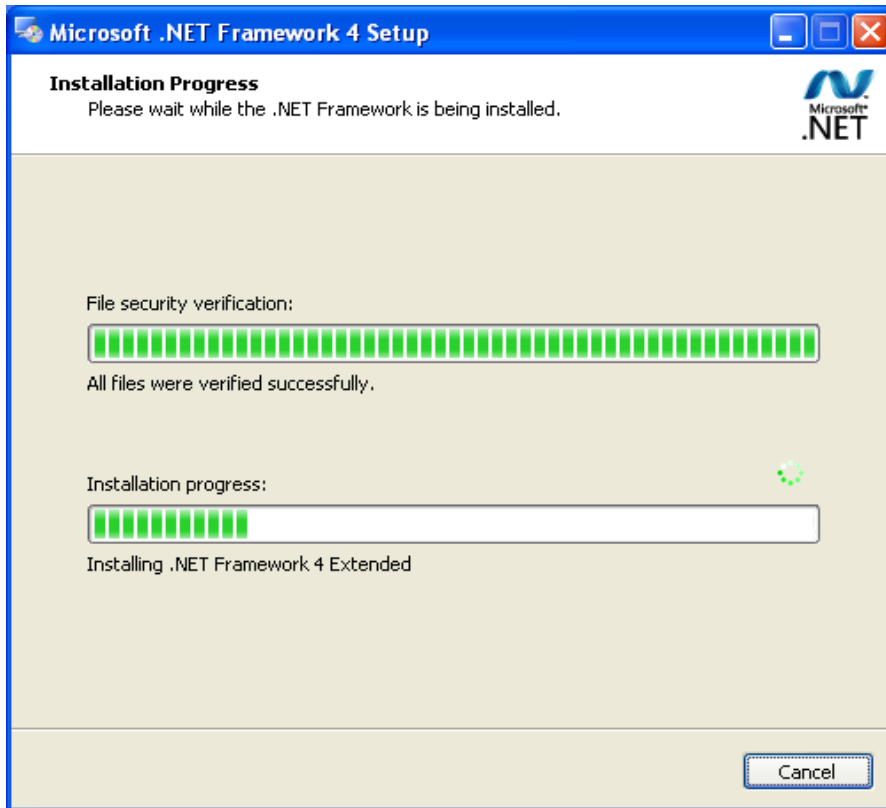 Microsoft .NET Framework 4 Setup
Installation Progress
Please wait while the .NET Framework is being installed.
Microsoft®
.NET
File security verification:
All files were verified successfully.
Installation progress:
Installing .NET Framework 4 Extended
Cancel